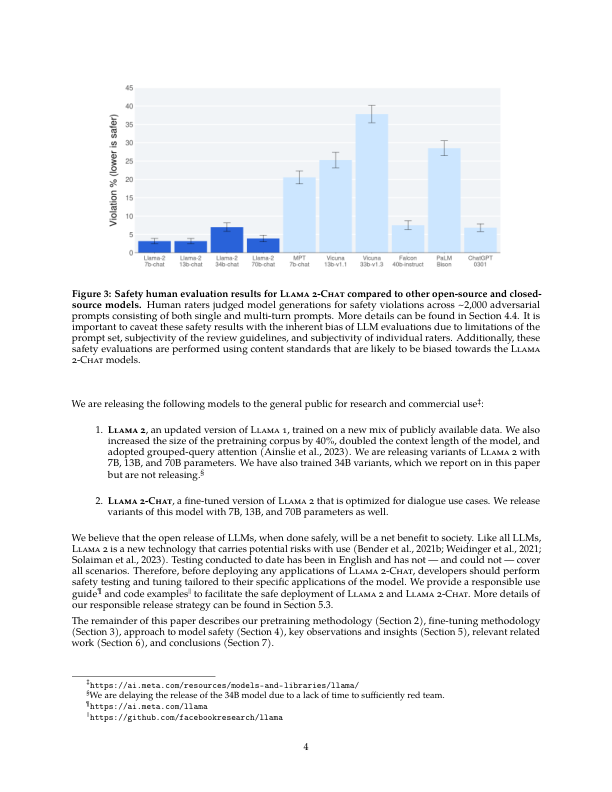 45
40
35
30
25
20
15
10
5
0
Violation % (lower is safer)
Llama-2 7b-chat
Llama-2 13b-chat
Llama-2 34b-chat
Llama-2 70b-chat
MPT 7b-chat
Vicuna 13b-v1.1
Vicuna 33b-v1.3
Falcon 40b-instruct
PaLM Bison
ChatGPT 0301
Figure 3: Safety human evaluation results for Llama 2-Chat compared to other open-source and closed-
source models. Human raters judged model generations for safety violations across ~2,000 adversarial
prompts consisting of both single and multi-turn prompts. More details can be found in Section 4.4. It is
important to caveat these safety results with the inherent bias of LLM evaluations due to limitations of the
prompt set, subjectivity of the review guidelines, and subjectivity of individual raters. Additionally, these
safety evaluations are performed using content standards that are likely to be biased towards the Llama
2-Chat models.
We are releasing the following models to the general public for research and commercial use‡:
1. Llama 2, an updated version of Llama 1, trained on a new mix of publicly available data. We also
increased the size of the pretraining corpus by 40%, doubled the context length of the model, and
adopted grouped-query attention (Ainslie et al., 2023). We are releasing variants of Llama 2 with
7B, 13B, and 70B parameters. We have also trained 34B variants, which we report on in this paper
but are not releasing.§
2. Llama 2-Chat, a fine-tuned version of Llama 2 that is optimized for dialogue use cases. We release
variants of this model with 7B, 13B, and 70B parameters as well.
We believe that the open release of LLMs, when done safely, will be a net benefit to society. Like all LLMs,
Llama 2 is a new technology that carries potential risks with use (Bender et al., 2021b; Weidinger et al., 2021;
Solaiman et al., 2023). Testing conducted to date has been in English and has not — and could not — cover
all scenarios. Therefore, before deploying any applications of Llama 2-Chat, developers should perform
safety testing and tuning tailored to their specific applications of the model. We provide a responsible use
guide¶ and code examples‖ to facilitate the safe deployment of Llama 2 and Llama 2-Chat. More details of
our responsible release strategy can be found in Section 5.3.
The remainder of this paper describes our pretraining methodology (Section 2), fine-tuning methodology
(Section 3), approach to model safety (Section 4), key observations and insights (Section 5), relevant related
work (Section 6), and conclusions (Section 7).
‡https://ai.meta.com/resources/models-and-libraries/llama/
§We are delaying the release of the 34B model due to a lack of time to sufficiently red team.
¶https://ai.meta.com/llama
‖https://github.com/facebookresearch/llama
4